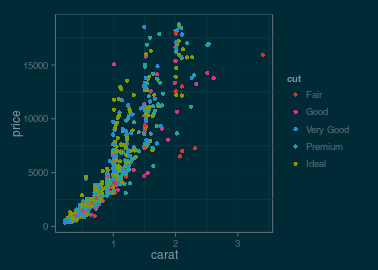 15000
10000
5000
0
price
1
2
3
carat
cut
Fair
Good
Very Good
Premium
Ideal